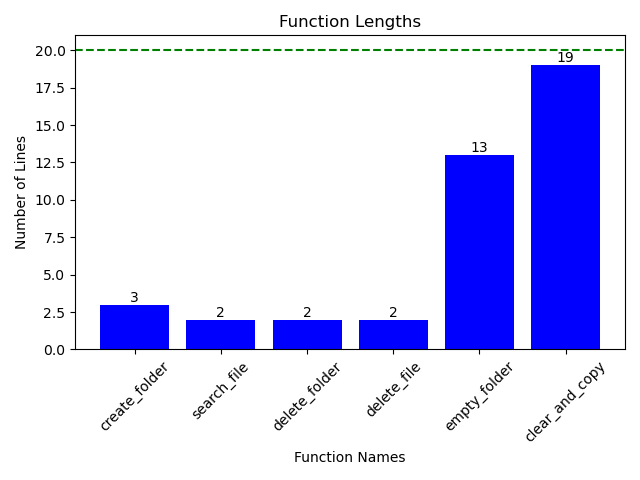 Function Lengths
20.0
17.5
15.0
12.5
10.0
7.5
5.0
2.5
0.0
Number of Lines
3
2
2
2
13
19
create_folder
search_file
delete_folder
delete_file
empty_folder
clear_and_copy
Function Names